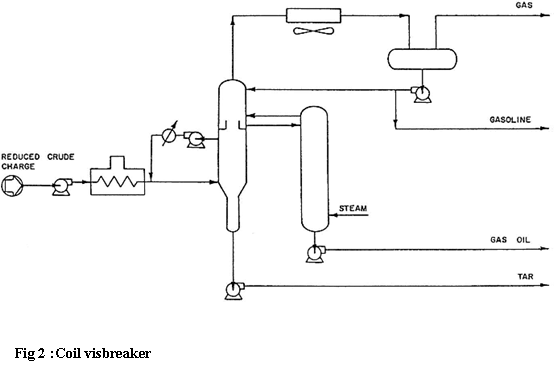 GAS
GASOLINE
REDUCED CRUDE
CHARGE
STEAM
GAS OIL
TAR
Fig 2 : Coil visbreaker